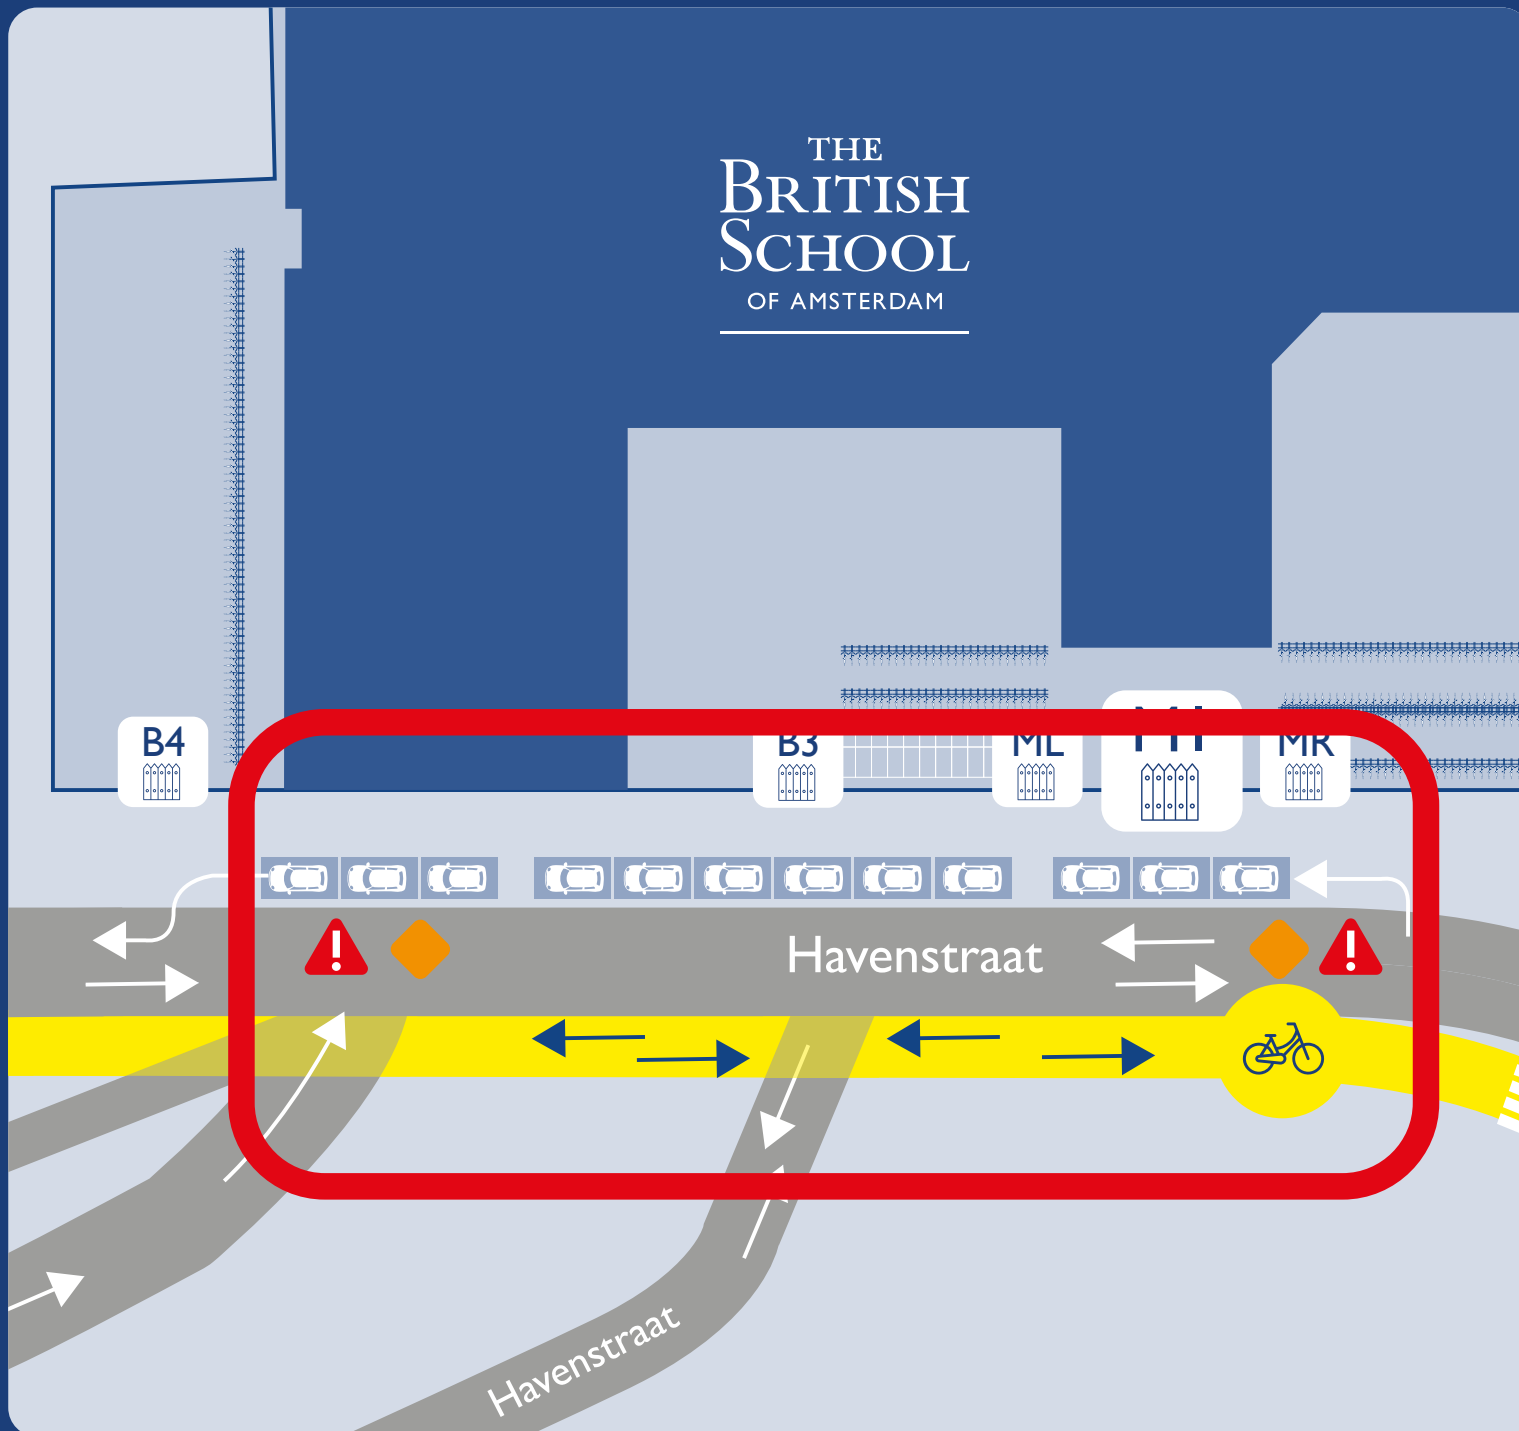 THE
BRITISH
SCHOOL
OF AMSTERDAM
B4
B3
ML
MR
Havenstraat
Havenstraat